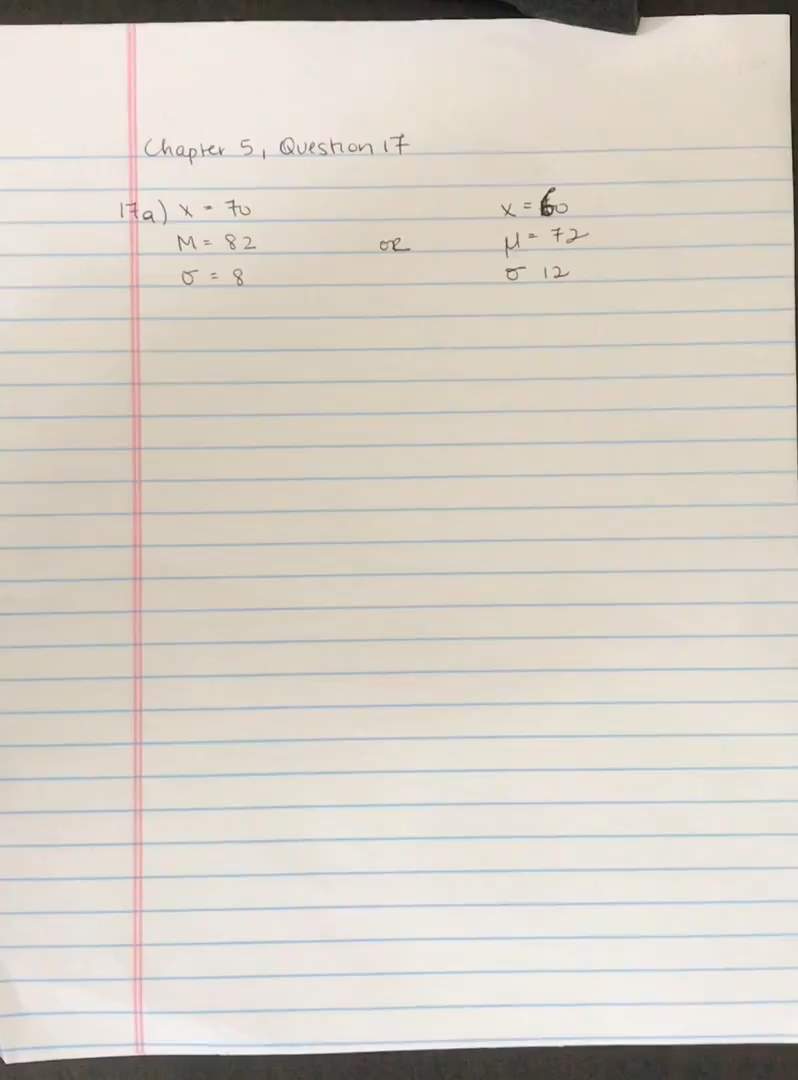 Chapter 5, Question 17
17a) x = 70 x = 60
M = 82 OR μ = 72
σ = 8 σ 12